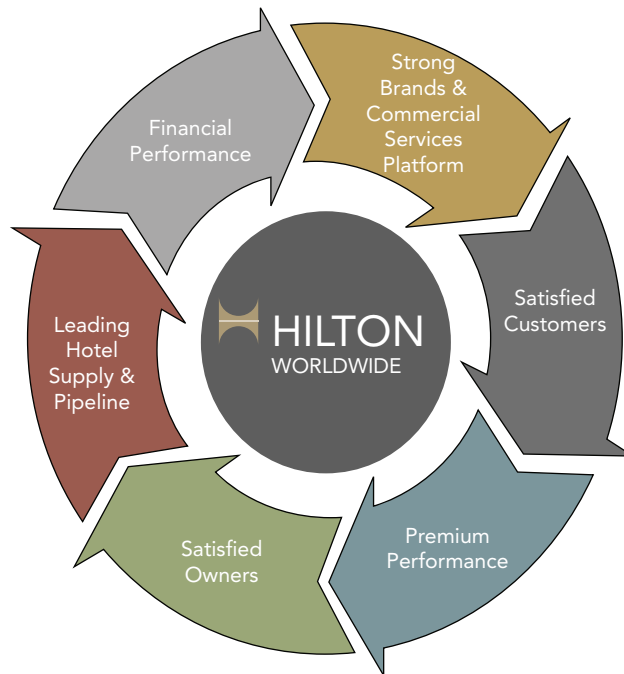 Strong
Brands &
Commercial
Services
Platform
Satisfied
Customers
Premium
Performance
Satisfied
Owners
Leading
Hotel
Supply &
Pipeline
Financial
Performance
HILTON
WORLDWIDE